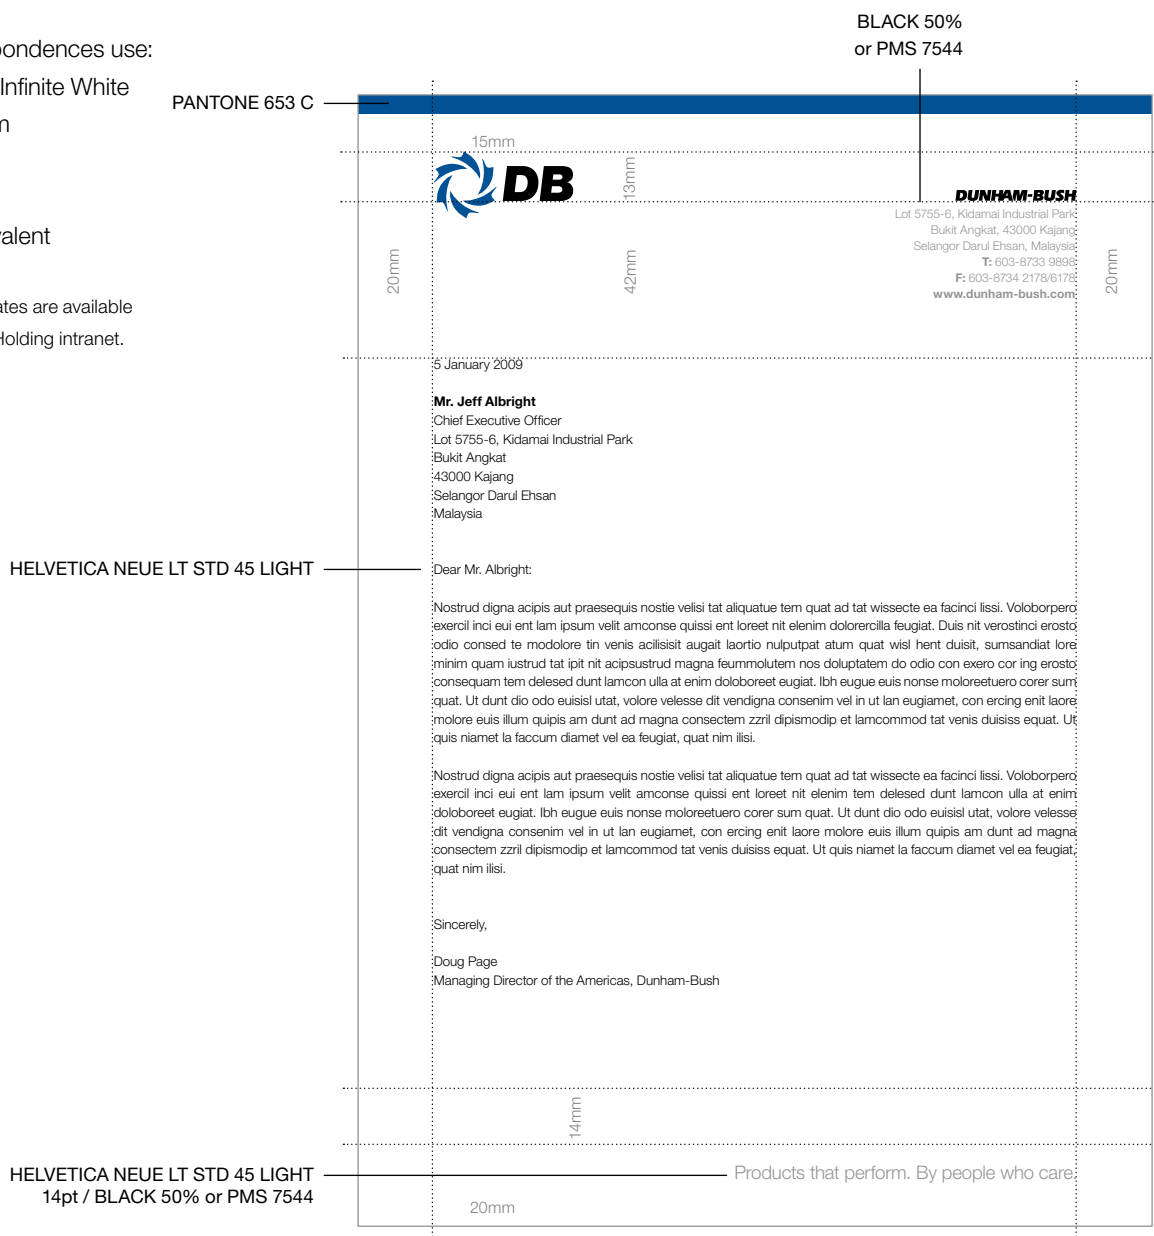 BLACK 50%
or PMS 7544
ondences use:
Infinite White
PANTONE 653 C
15mm
13mm
DB
DUNHAM-BUSH
Lot 5755-6, Kidamai Industrial Park
Bukit Angkat, 43000 Kajang
Selangor Darul Ehsan, Malaysia
T: 603-8733 9898
F: 603-8734 2178/6178
www.dunham-bush.com
alent
20mm
42mm
20mm
ates are available
Holding intranet.
5 January 2009
Mr. Jeff Albright
Chief Executive Officer
Lot 5755-6, Kidamai Industrial Park
Bukit Angkat
43000 Kajang
Selangor Darul Ehsan
Malaysia
HELVETICA NEUE LT STD 45 LIGHT
Dear Mr. Albright:
Nostrud digna acipis aut praesequis nostie velisi tat aliquatue tem quat ad tat wissecte ea facinci lissi. Voloborpero
exercil inci eui ent lam ipsum velit amconse quissi ent loreet nit elenim dolorercilla feugiat. Duis nit verostinci erosto
odio consed te modolore tin venis acilisisit augait laortio nulputpat atum quat wisl hent duisit, sumsandiat lore
minim quam iustrud tat ipit nit acipsustrud magna feummolutem nos doluptatem do odio con exero cor ing erosto
consequam tem delesed dunt lamcon ulla at enim doloboreet eugiat. Ibh eugue euis nonse moloreetuero corer sum
quat. Ut dunt dio odo euisisl utat, volore velesse dit vendigna consenim vel in ut lan eugiamet, con ercing enit laore
molore euis illum quipis am dunt ad magna consectem zzril dipismodip et lamcommod tat venis duisiss equat. Ut
quis niamet la faccum diamet vel ea feugiat, quat nim ilisi.
Nostrud digna acipis aut praesequis nostie velisi tat aliquatue tem quat ad tat wissecte ea facinci lissi. Voloborpero
exercil inci eui ent lam ipsum velit amconse quissi ent loreet nit elenim tem delesed dunt lamcon ulla at enim
doloboreet eugiat. Ibh eugue euis nonse moloreetuero corer sum quat. Ut dunt dio odo euisisl utat, volore velesse
dit vendigna consenim vel in ut lan eugiamet, con ercing enit laore molore euis illum quipis am dunt ad magna
consectem zzril dipismodip et lamcommod tat venis duisiss equat. Ut quis niamet la faccum diamet vel ea feugiat,
quat nim ilisi.
Sincerely,
Doug Page
Managing Director of the Americas, Dunham-Bush
14mm
HELVETICA NEUE LT STD 45 LIGHT
14pt / BLACK 50% or PMS 7544
Products that perform. By people who care.
20mm